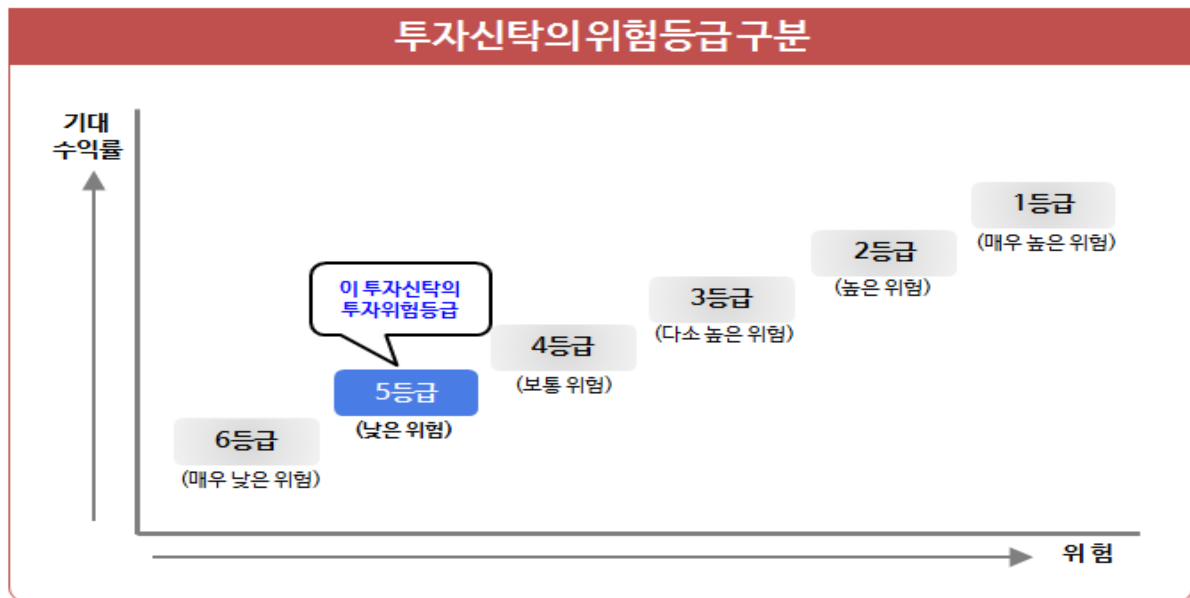 투자신탁의 위험등급 구분
기대
수익률
1등급
(매우 높은 위험)
2등급
(높은 위험)
3등급
(다소 높은 위험)
이 투자신탁의
투자위험등급
4등급
(보통 위험)
5등급
(낮은 위험)
6등급
(매우 낮은 위험)
위 험